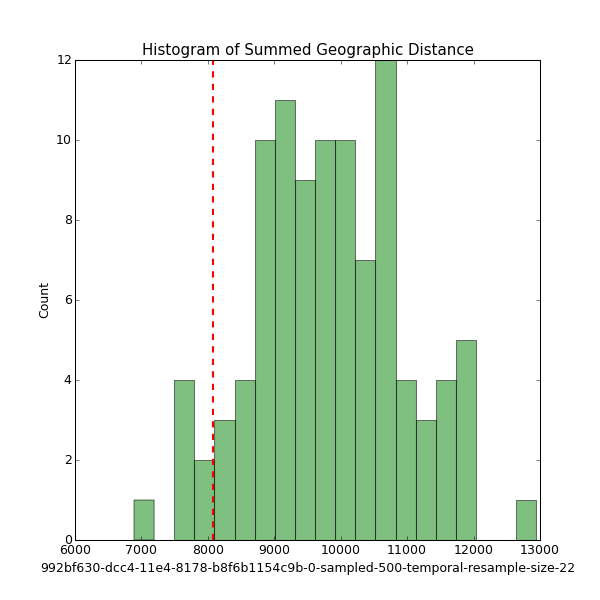 Histogram of Summed Geographic Distance
12
10
8
6
4
2
0
Count
6000 7000 8000 9000 10000 11000 12000 13000
992bf630-dcc4-11e4-8178-b8f6b1154c9b-0-sampled-500-temporal-resample-size-22